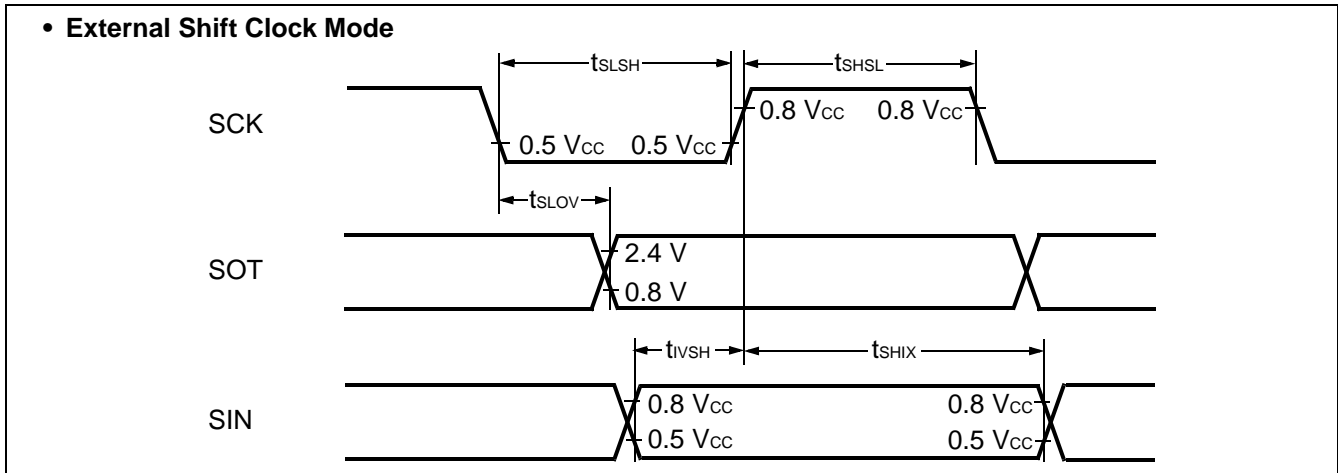 • External Shift Clock Mode
tSLSH tSHSL
SCK
0.8 Vcc 0.8 Vcc
0.5 Vcc 0.5 Vcc
tSLOV
SOT
2.4 V
0.8 V
tIVSH tSHIX
SIN
0.8 Vcc 0.8 Vcc
0.5 Vcc 0.5 Vcc